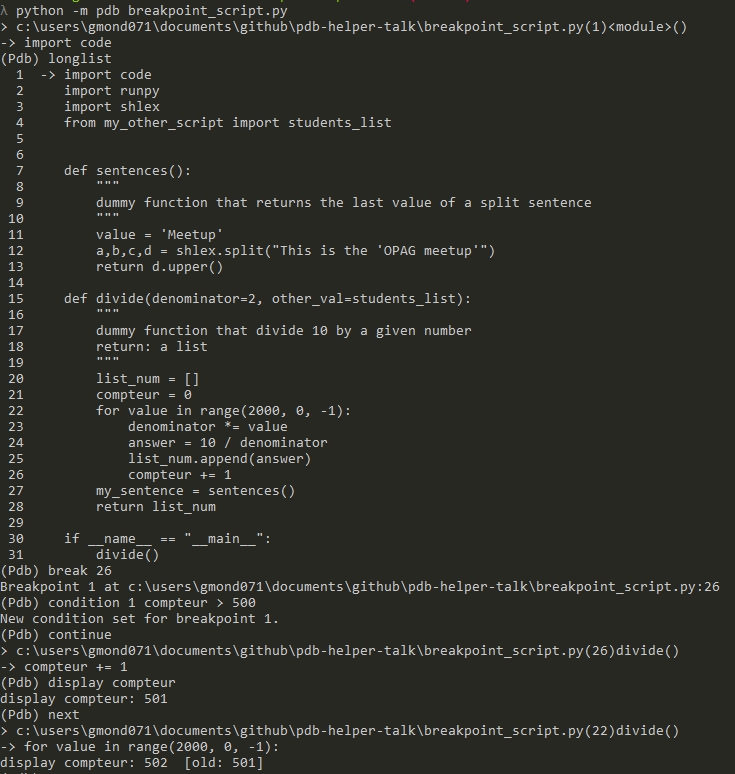 λ python -m pdb breakpoint_script.py
> c:\users\gmond071\documents\github\pdb-helper-talk\breakpoint_script.py(1)<module>()
-> import code
(Pdb) longlist
  1  -> import code
  2     import runpy
  3     import shlex
  4     from my_other_script import students_list
  5
  6
  7     def sentences():
  8         """
  9         dummy function that returns the last value of a split sentence
 10         """
 11         value = 'Meetup'
 12         a,b,c,d = shlex.split("This is the 'OPAG meetup'")
 13         return d.upper()
 14
 15     def divide(denominator=2, other_val=students_list):
 16         """
 17         dummy function that divide 10 by a given number
 18         return: a list
 19         """
 20         list_num = []
 21         compteur = 0
 22         for value in range(2000, 0, -1):
 23             denominator *= value
 24             answer = 10 / denominator
 25             list_num.append(answer)
 26             compteur += 1
 27         my_sentence = sentences()
 28         return list_num
 29
 30     if __name__ == "__main__":
 31         divide()
(Pdb) break 26
Breakpoint 1 at c:\users\gmond071\documents\github\pdb-helper-talk\breakpoint_script.py:26
(Pdb) condition 1 compteur > 500
New condition set for breakpoint 1.
(Pdb) continue
> c:\users\gmond071\documents\github\pdb-helper-talk\breakpoint_script.py(26)divide()
-> compteur += 1
(Pdb) display compteur
display compteur: 501
(Pdb) next
> c:\users\gmond071\documents\github\pdb-helper-talk\breakpoint_script.py(22)divide()
-> for value in range(2000, 0, -1):
display compteur: 502  [old: 501]